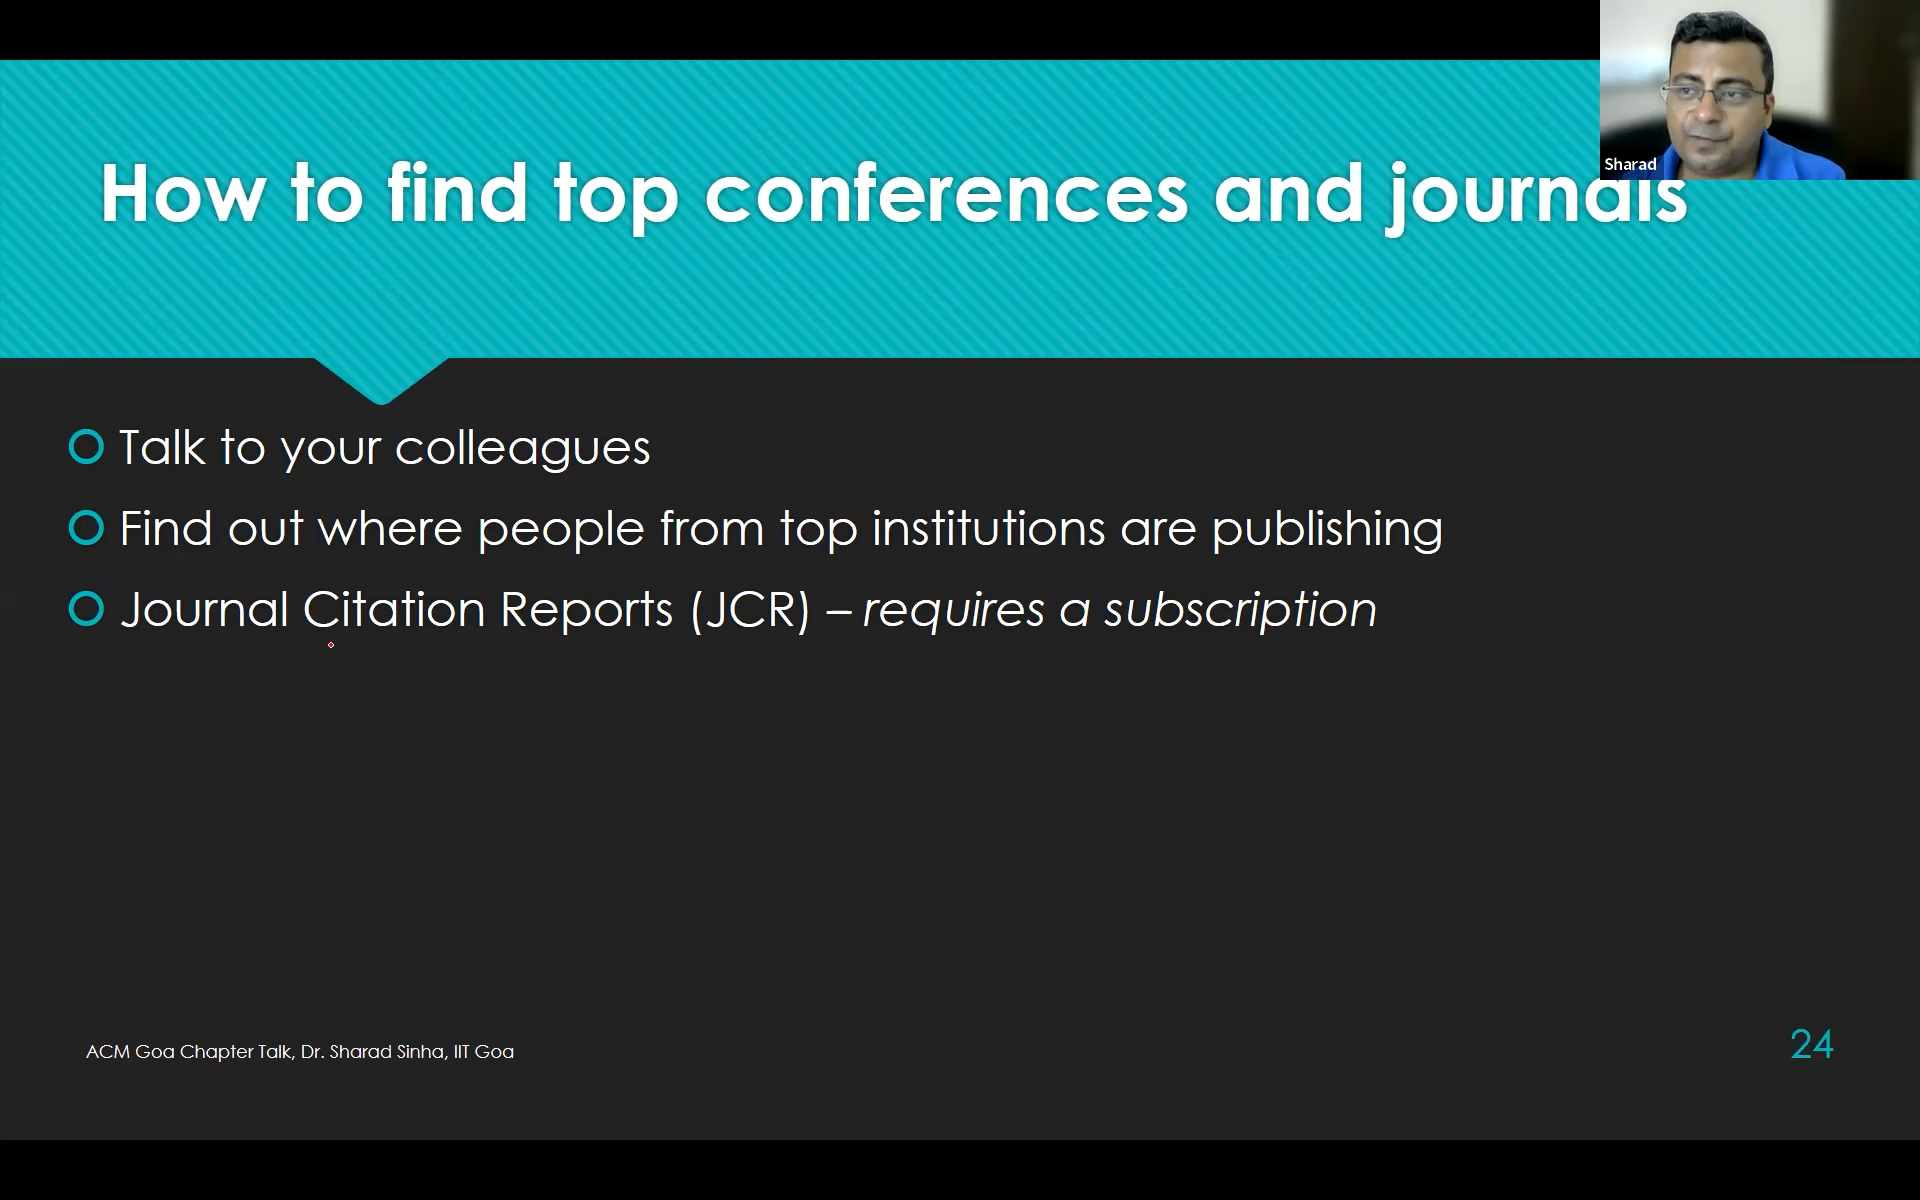 Sharad
How to find top conferences and journals
Talk to your colleagues
Find out where people from top institutions are publishing
Journal Citation Reports (JCR) – requires a subscription
ACM Goa Chapter Talk, Dr. Sharad Sinha, IIT Goa
24